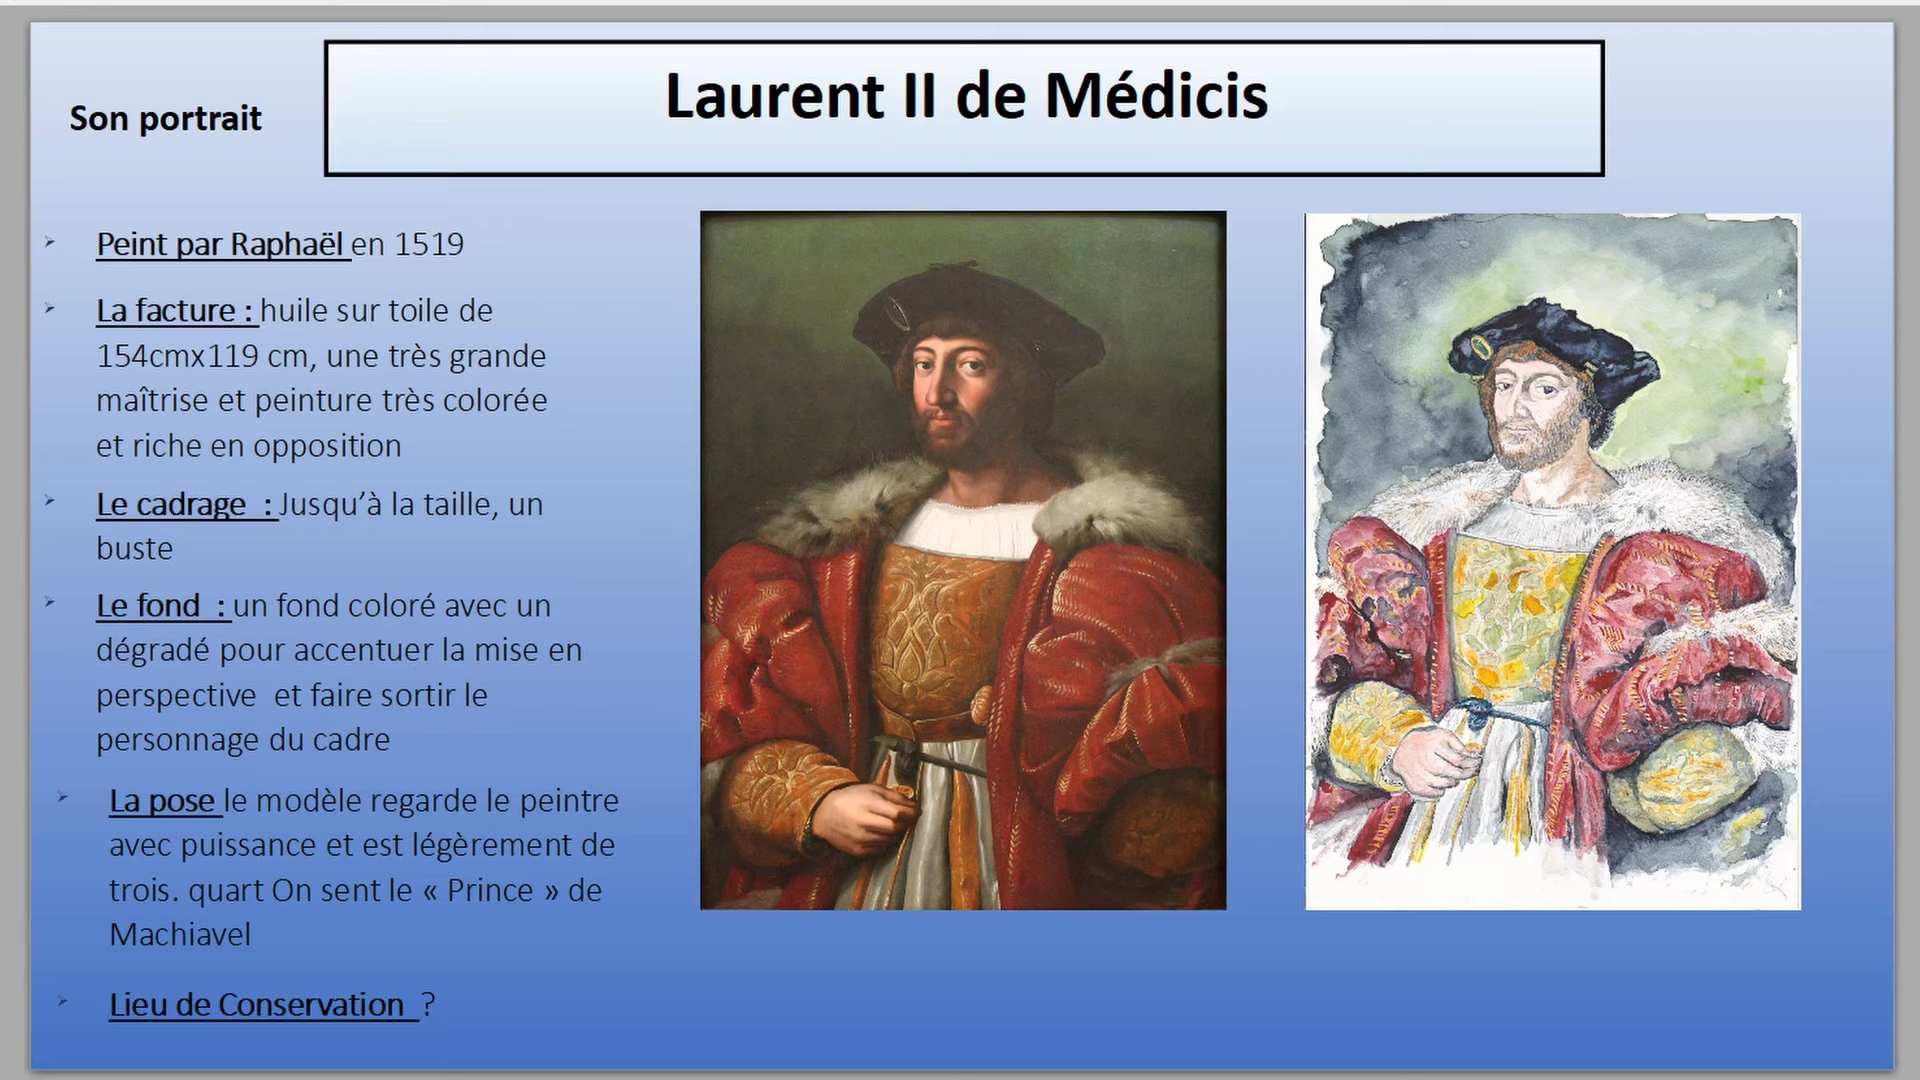 Laurent II de Médicis
Son portrait
Peint par Raphaël en 1519
La facture : huile sur toile de
154cmx119 cm, une très grande
maîtrise et peinture très colorée
et riche en opposition
Le cadrage : Jusqu’à la taille, un
buste
Le fond : un fond coloré avec un
dégradé pour accentuer la mise en
perspective et faire sortir le
personnage du cadre
La pose le modèle regarde le peintre
avec puissance et est légèrement de
trois. quart On sent le « Prince » de
Machiavel
Lieu de Conservation ?